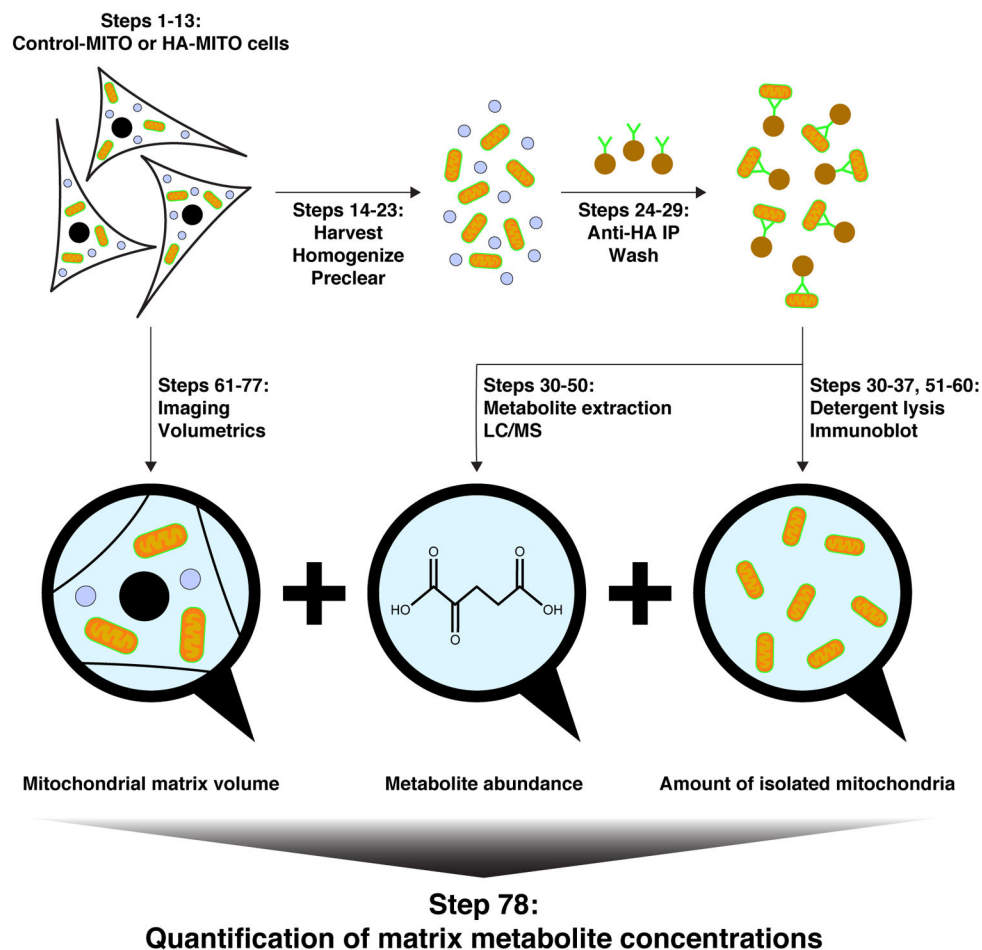 Steps 1-13:
Control-MITO or HA-MITO cells
Steps 14-23:
Harvest
Homogenize
Preclear
Steps 24-29:
Anti-HA IP
Wash
Steps 61-77:
Imaging
Volumetrics
Steps 30-50:
Metabolite extraction
LC/MS
Steps 30-37, 51-60:
Detergent lysis
Immunoblot
+
+
O
O
HO
OH
O
Mitochondrial matrix volume
Metabolite abundance
Amount of isolated mitochondria
Step 78:
Quantification of matrix metabolite concentrations